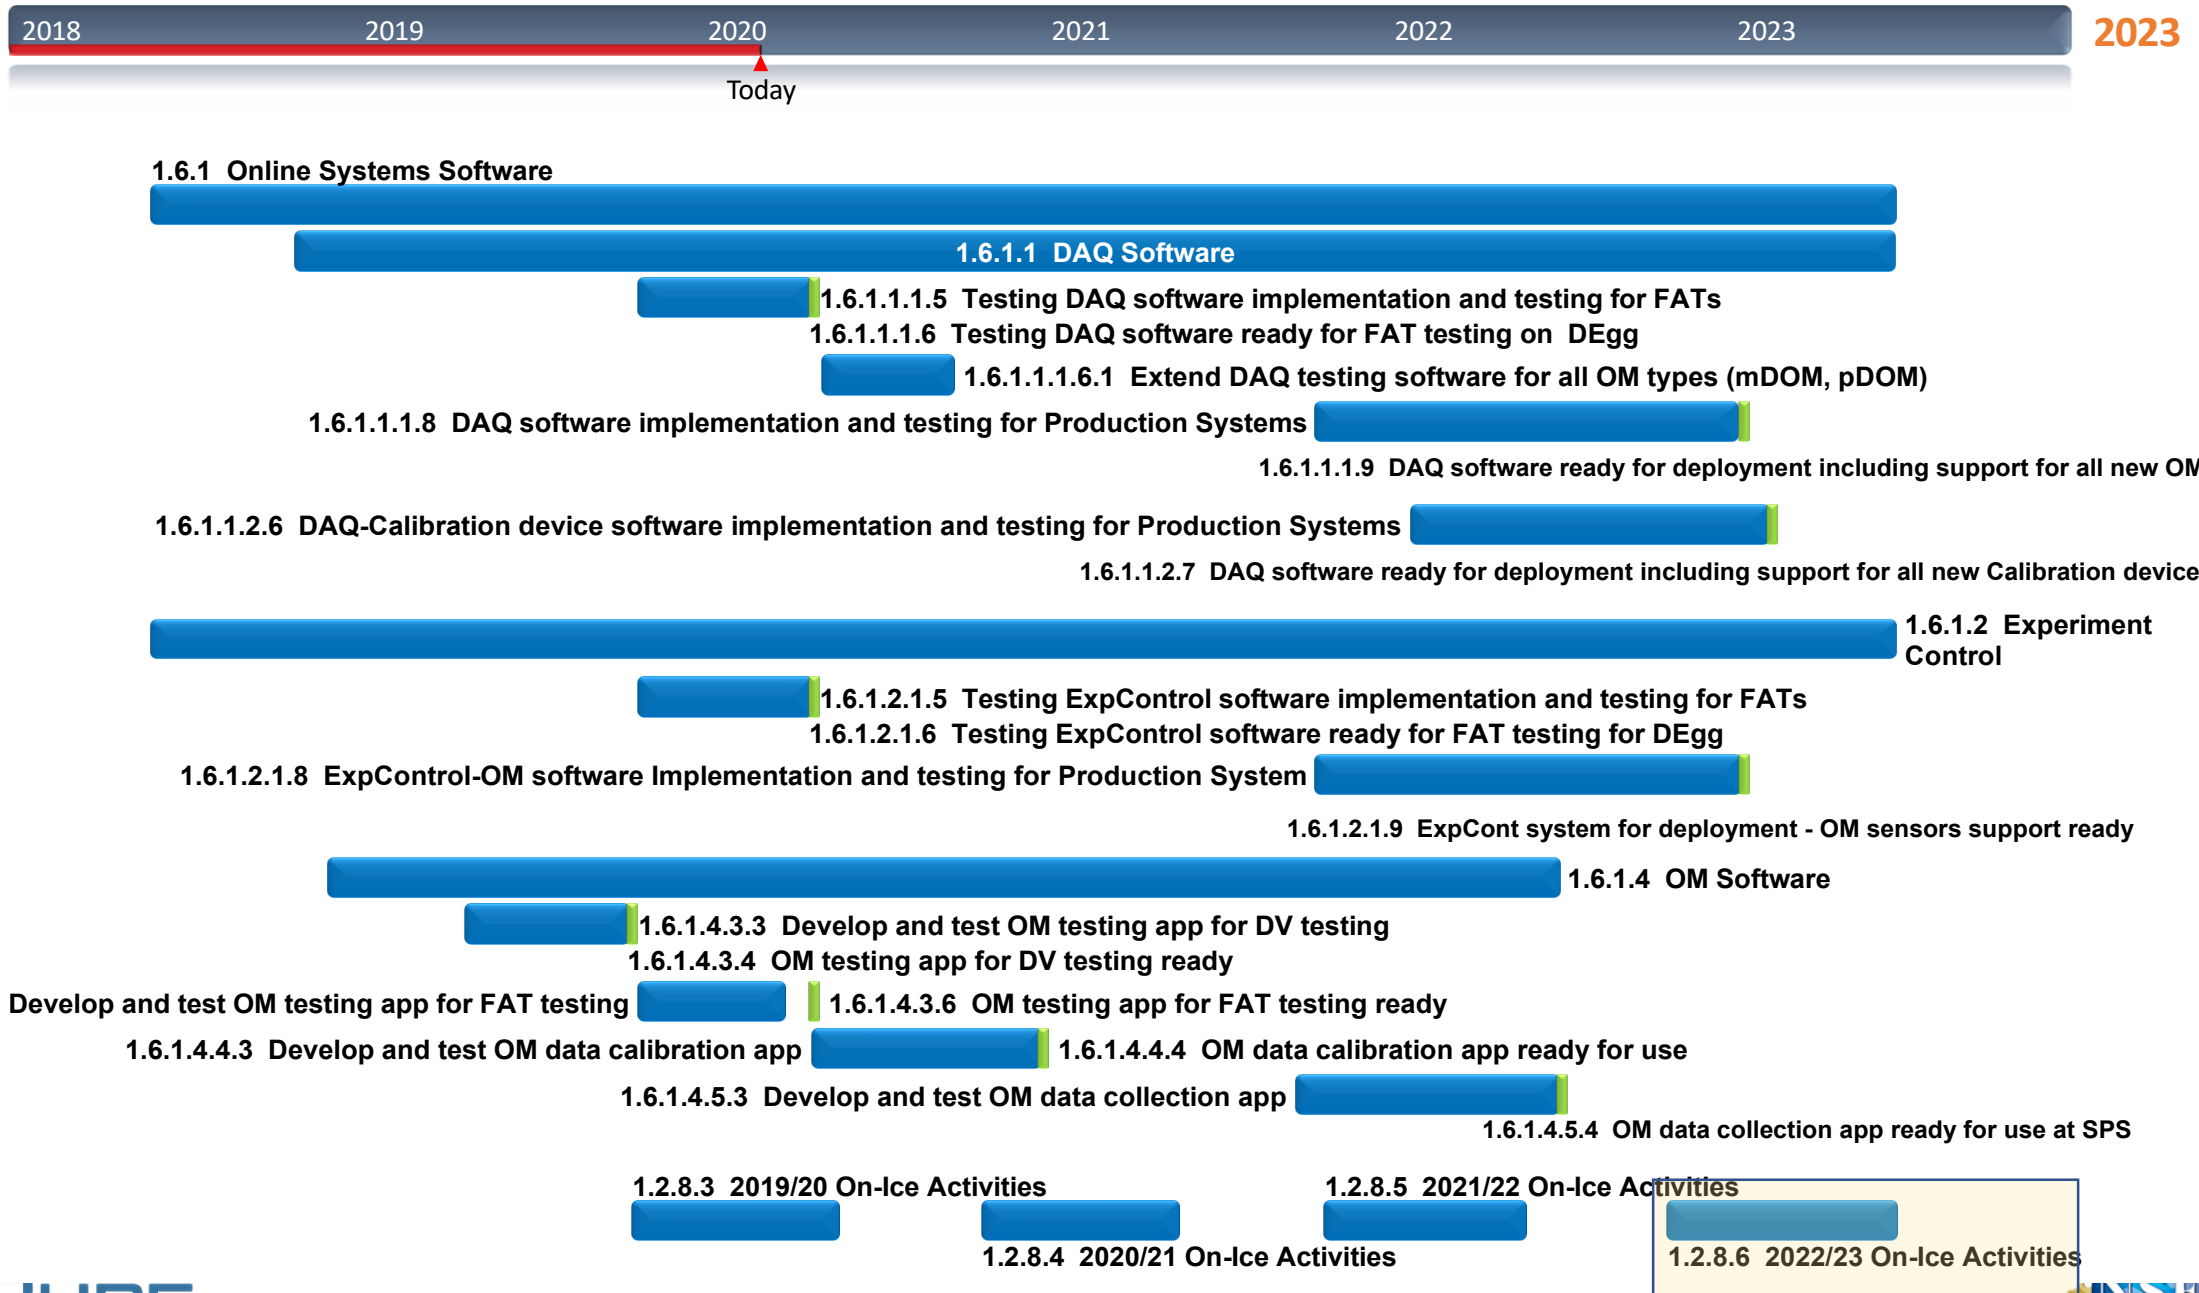 2018 2019 2020 2021 2022 2023 2023
Today
1.6.1 Online Systems Software
1.6.1.1 DAQ Software
1.6.1.1.1.5 Testing DAQ software implementation and testing for FATs
1.6.1.1.1.6 Testing DAQ software ready for FAT testing on DEgg
1.6.1.1.1.6.1 Extend DAQ testing software for all OM types (mDOM, pDOM)
1.6.1.1.1.8 DAQ software implementation and testing for Production Systems
1.6.1.1.1.9 DAQ software ready for deployment including support for all new OM
1.6.1.1.2.6 DAQ-Calibration device software implementation and testing for Production Systems
1.6.1.1.2.7 DAQ software ready for deployment including support for all new Calibration device
1.6.1.2 Experiment
Control
1.6.1.2.1.5 Testing ExpControl software implementation and testing for FATs
1.6.1.2.1.6 Testing ExpControl software ready for FAT testing for DEgg
1.6.1.2.1.8 ExpControl-OM software Implementation and testing for Production System
1.6.1.2.1.9 ExpCont system for deployment - OM sensors support ready
1.6.1.4 OM Software
1.6.1.4.3.3 Develop and test OM testing app for DV testing
1.6.1.4.3.4 OM testing app for DV testing ready
Develop and test OM testing app for FAT testing
1.6.1.4.3.6 OM testing app for FAT testing ready
1.6.1.4.4.3 Develop and test OM data calibration app
1.6.1.4.4.4 OM data calibration app ready for use
1.6.1.4.5.3 Develop and test OM data collection app
1.6.1.4.5.4 OM data collection app ready for use at SPS
1.2.8.3 2019/20 On-Ice Activities
1.2.8.5 2021/22 On-Ice Activities
1.2.8.4 2020/21 On-Ice Activities
1.2.8.6 2022/23 On-Ice Activities